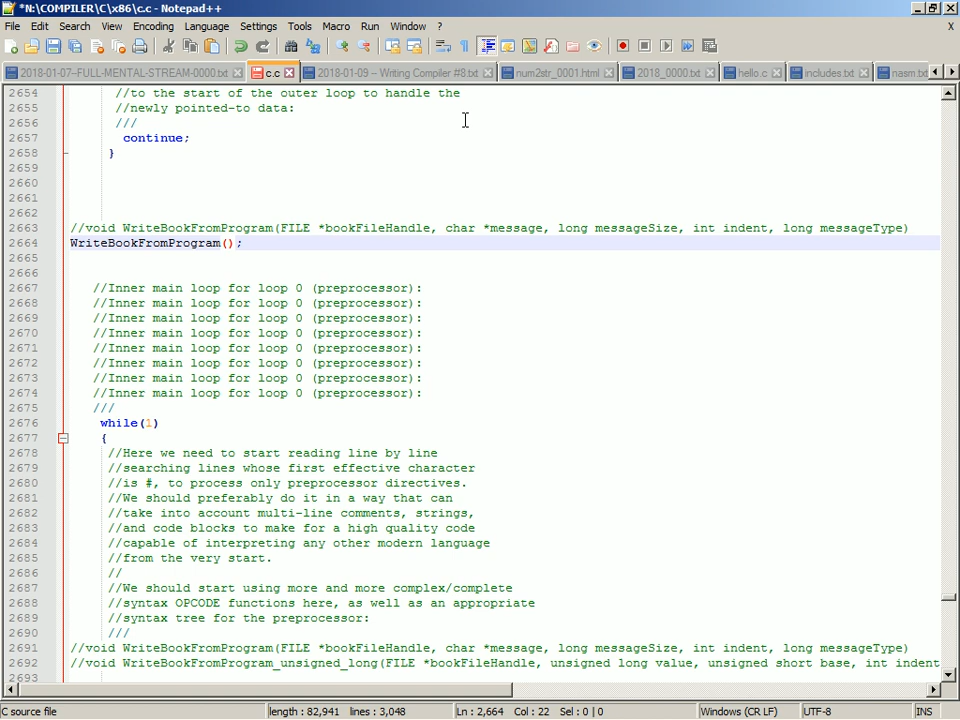 *N:\COMPILER\C\x86\c.c - Notepad++
File Edit Search View Encoding Language Settings Tools Macro Run Window ? X
2018-01-07-FULL-MENTAL-STREAM-0000.txt c.c 2018-01-09 – Writing Compiler #8.txt num2str_0001.html 2018_0000.txt hello.c includes.txt nasm.tx
2654 //to the start of the outer loop to handle the
2655 //newly pointed-to data:
2656 ///
2657 continue;
2658 }
2659
2660
2661
2662
2663 //void WriteBookFromProgram(FILE *bookFileHandle, char *message, long messageSize, int indent, long messageType)
2664 WriteBookFromProgram();
2665
2666
2667 //Inner main loop for loop 0 (preprocessor):
2668 //Inner main loop for loop 0 (preprocessor):
2669 //Inner main loop for loop 0 (preprocessor):
2670 //Inner main loop for loop 0 (preprocessor):
2671 //Inner main loop for loop 0 (preprocessor):
2672 //Inner main loop for loop 0 (preprocessor):
2673 //Inner main loop for loop 0 (preprocessor):
2674 //Inner main loop for loop 0 (preprocessor):
2675 ///
2676 while(1)
2677 {
2678 //Here we need to start reading line by line
2679 //searching lines whose first effective character
2680 //is #, to process only preprocessor directives.
2681 //We should preferably do it in a way that can
2682 //take into account multi-line comments, strings,
2683 //and code blocks to make for a high quality code
2684 //capable of interpreting any other modern language
2685 //from the very start.
2686 //
2687 //We should start using more and more complex/complete
2688 //syntax OPCODE functions here, as well as an appropriate
2689 //syntax tree for the preprocessor:
2690 ///
2691 //void WriteBookFromProgram(FILE *bookFileHandle, char *message, long messageSize, int indent, long messageType)
2692 //void WriteBookFromProgram_unsigned_long(FILE *bookFileHandle, unsigned long value, unsigned short base, int indent
2693
C source file length : 82,941 lines : 3,048 Ln : 2,664 Col : 22 Sel : 0 | 0 Windows (CR LF) UTF-8 INS